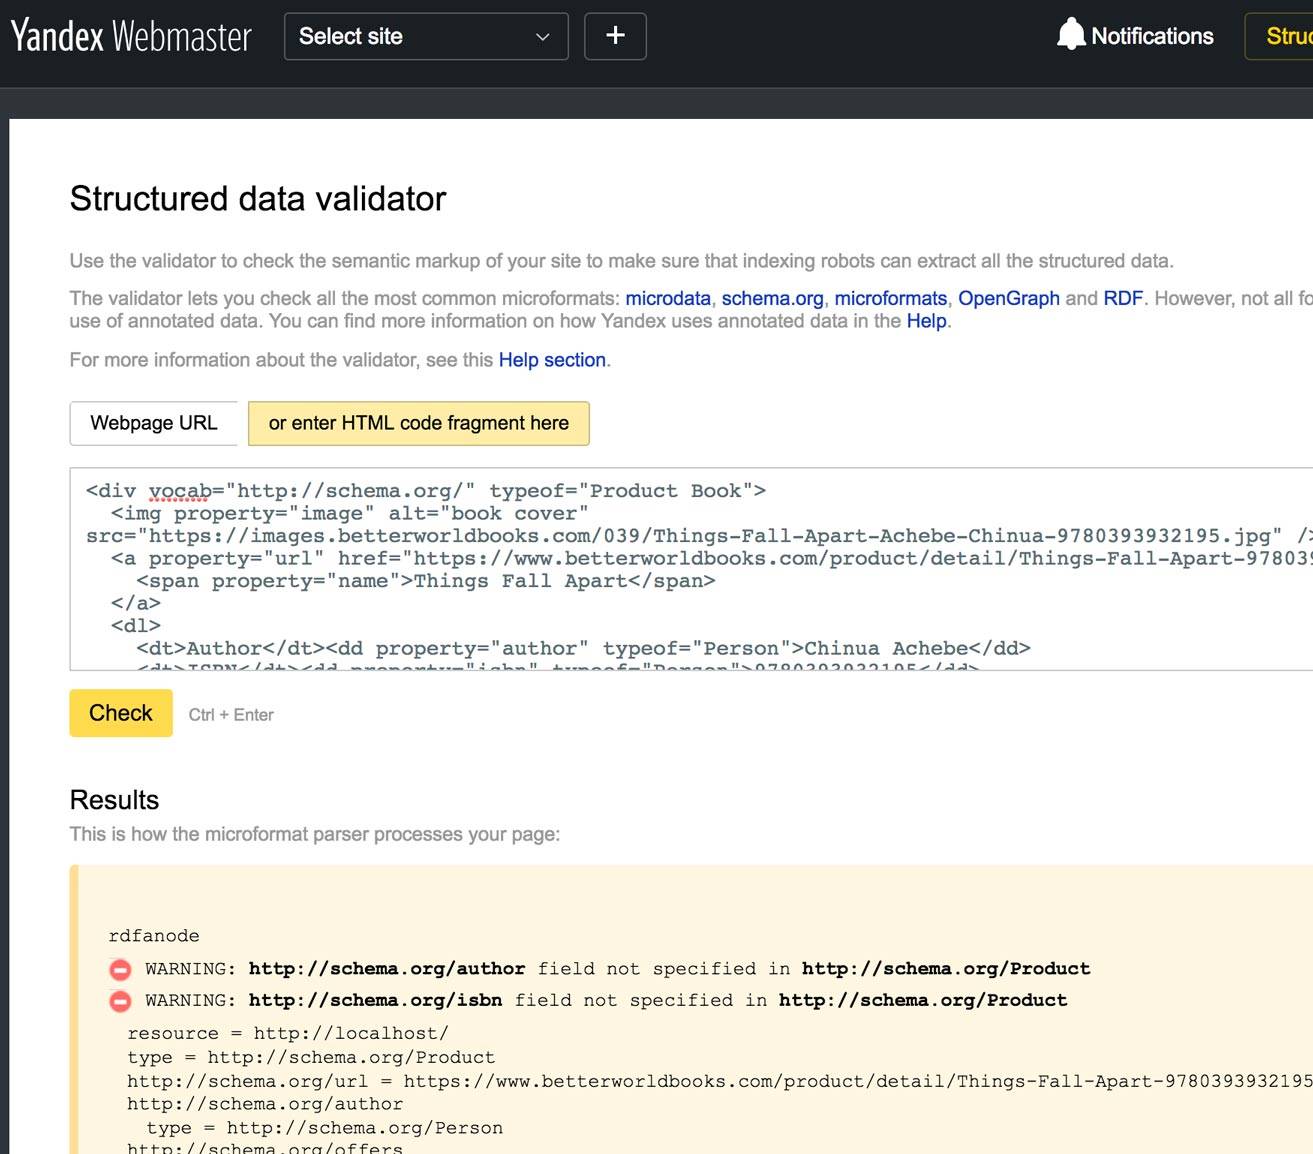 Yandex Webmaster Select site + Notifications Struc
Structured data validator
Use the validator to check the semantic markup of your site to make sure that indexing robots can extract all the structured data.
The validator lets you check all the most common microformats: microdata, schema.org, microformats, OpenGraph and RDF. However, not all fo
use of annotated data. You can find more information on how Yandex uses annotated data in the Help.
For more information about the validator, see this Help section.
Webpage URL or enter HTML code fragment here
<div vocab="http://schema.org/" typeof="Product Book">
<img property="image" alt="book cover"
src="https://images.betterworldbooks.com/039/Things-Fall-Apart-Achebe-Chinua-9780393932195.jpg" />
<a property="url" href="https://www.betterworldbooks.com/product/detail/Things-Fall-Apart-978039
<span property="name">Things Fall Apart</span>
</a>
<dl>
<dt>Author</dt><dd property="author" typeof="Person">Chinua Achebe</dd>
<dt>ISBN</dt><dd property="isbn" typeof="Person">9780393932195</dd>
Check Ctrl + Enter
Results
This is how the microformat parser processes your page:
rdfanode
WARNING: http://schema.org/author field not specified in http://schema.org/Product
WARNING: http://schema.org/isbn field not specified in http://schema.org/Product
resource = http://localhost/
type = http://schema.org/Product
http://schema.org/url = https://www.betterworldbooks.com/product/detail/Things-Fall-Apart-9780393932195
http://schema.org/author
type = http://schema.org/Person
http://schema.org/offers